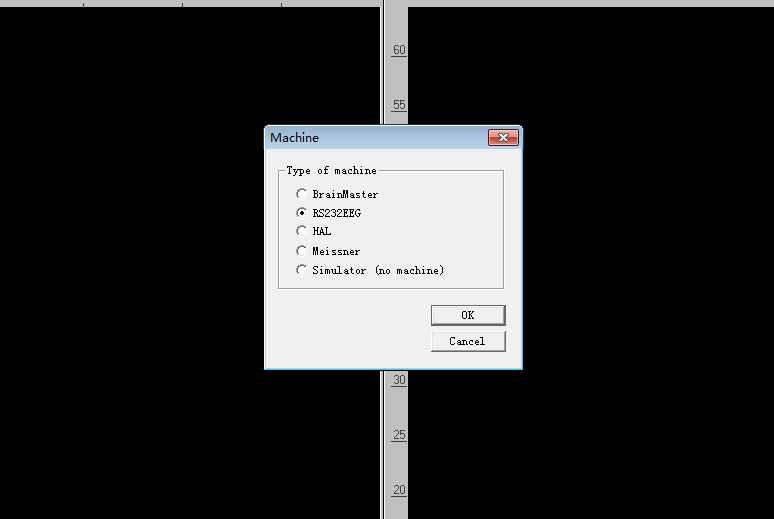 60
55
Machine
Type of machine
BrainMaster
RS232EEG
HAL
Meissner
Simulator (no machine)
OK
Cancel
30
25
20